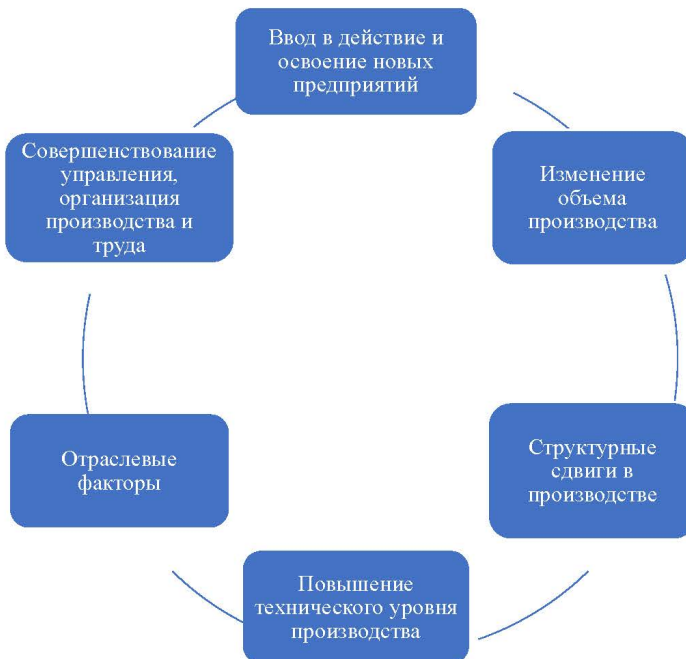 Ввод в действие и
освоение новых
предприятий
Изменение
объема
производства
Структурные
сдвиги в
производстве
Повышение
технического уровня
производства
Отраслевые
факторы
Совершенствование
управления,
организация
производства и
труда